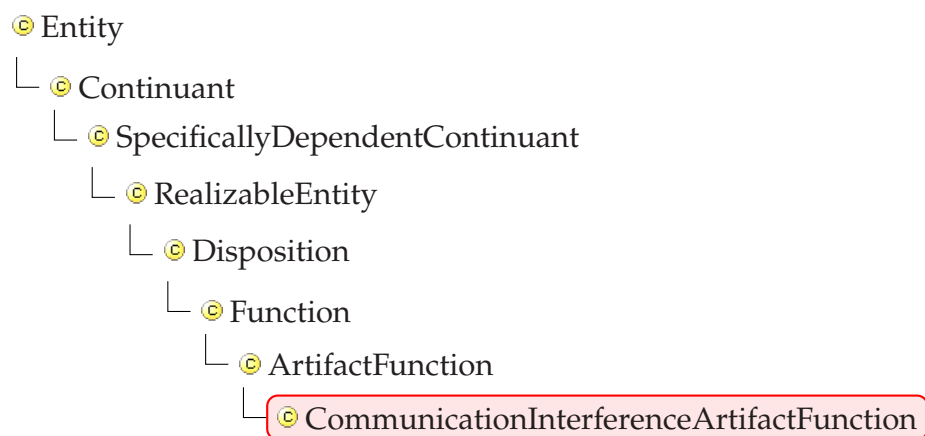 Entity
Continuant
SpecificallyDependentContinuant
RealizableEntity
Disposition
Function
ArtifactFunction
CommunicationInterferenceArtifactFunction